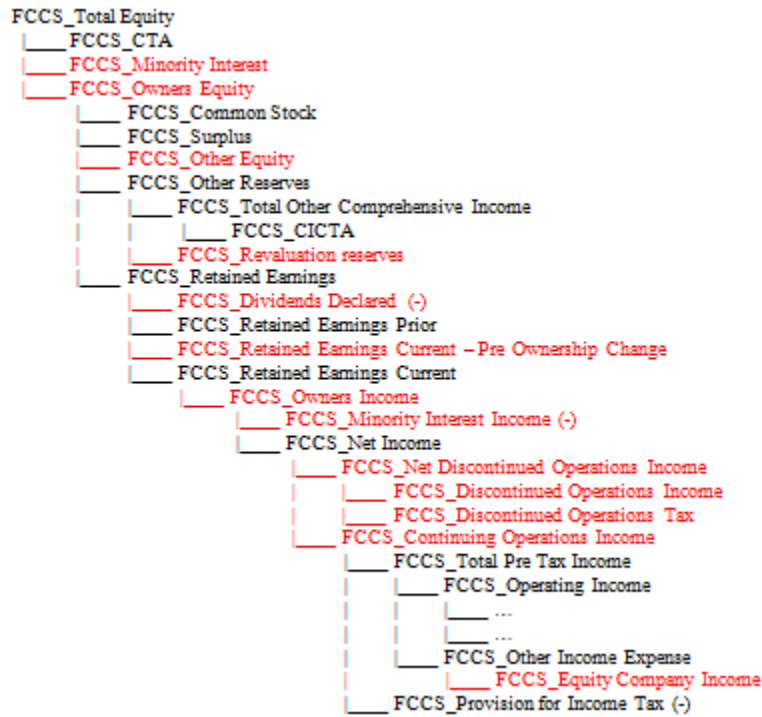 FCCS_Total Equity
FCCS_CTA
FCCS_Minority Interest
FCCS_Owners Equity
FCCS_Common Stock
FCCS_Surplus
FCCS_Other Equity
FCCS_Other Reserves
FCCS_Total Other Comprehensive Income
FCCS_CICTA
FCCS_Revaluation reserves
FCCS_Retained Earnings
FCCS_Dividends Declared (-)
FCCS_Retained Earnings Prior
FCCS_Retained Earnings Current – Pre Ownership Change
FCCS_Retained Earnings Current
FCCS_Owners Income
FCCS_Minority Interest Income (-)
FCCS_Net Income
FCCS_Net Discontinued Operations Income
FCCS_Discontinued Operations Income
FCCS_Discontinued Operations Tax
FCCS_Continuing Operations Income
FCCS_Total Pre Tax Income
FCCS_Operating Income
...
...
FCCS_Other Income Expense
FCCS_Equity Company Income
FCCS_Provision for Income Tax (-)